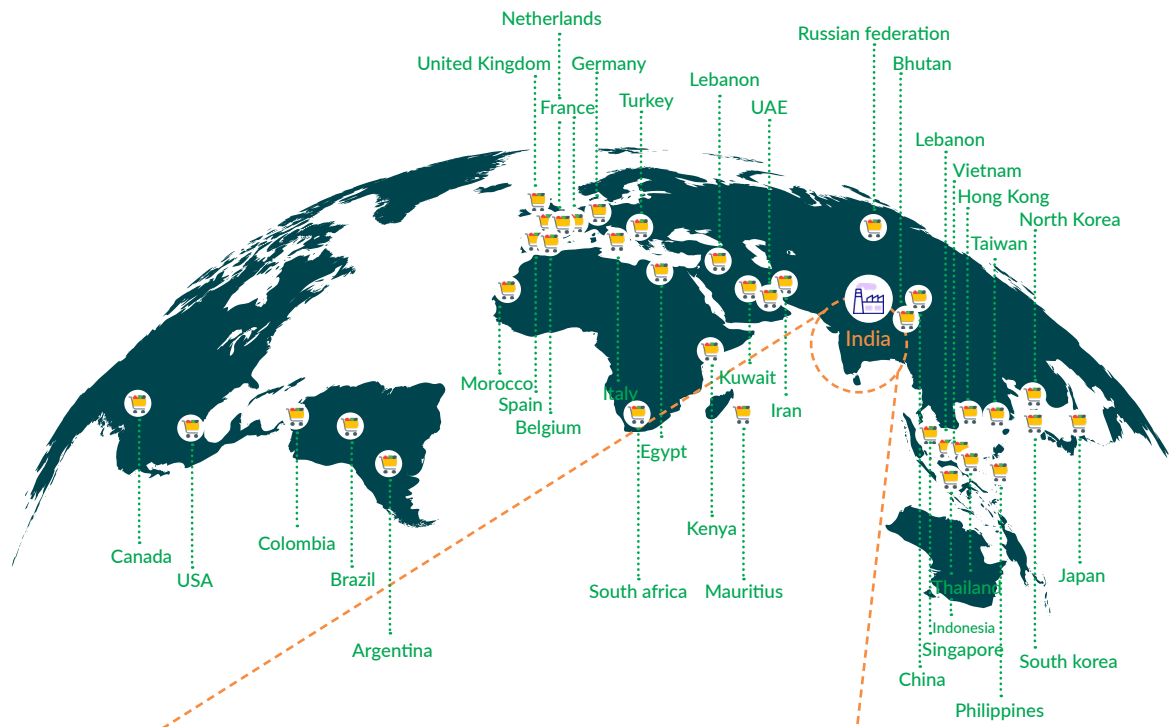 Netherlands
Russian federation
United Kingdom
Germany
Bhutan
Lebanon
Turkey
France
UAE
Lebanon
Vietnam
Hong Kong
North Korea
Taiwan
India
Kuwait
Morocco
Italy
Spain
Iran
Belgium
Egypt
Kenya
Colombia
Canada
Japan
USA
Brazil
Thailand
South africa
Mauritius
Indonesia
Argentina
Singapore
South korea
China
Philippines